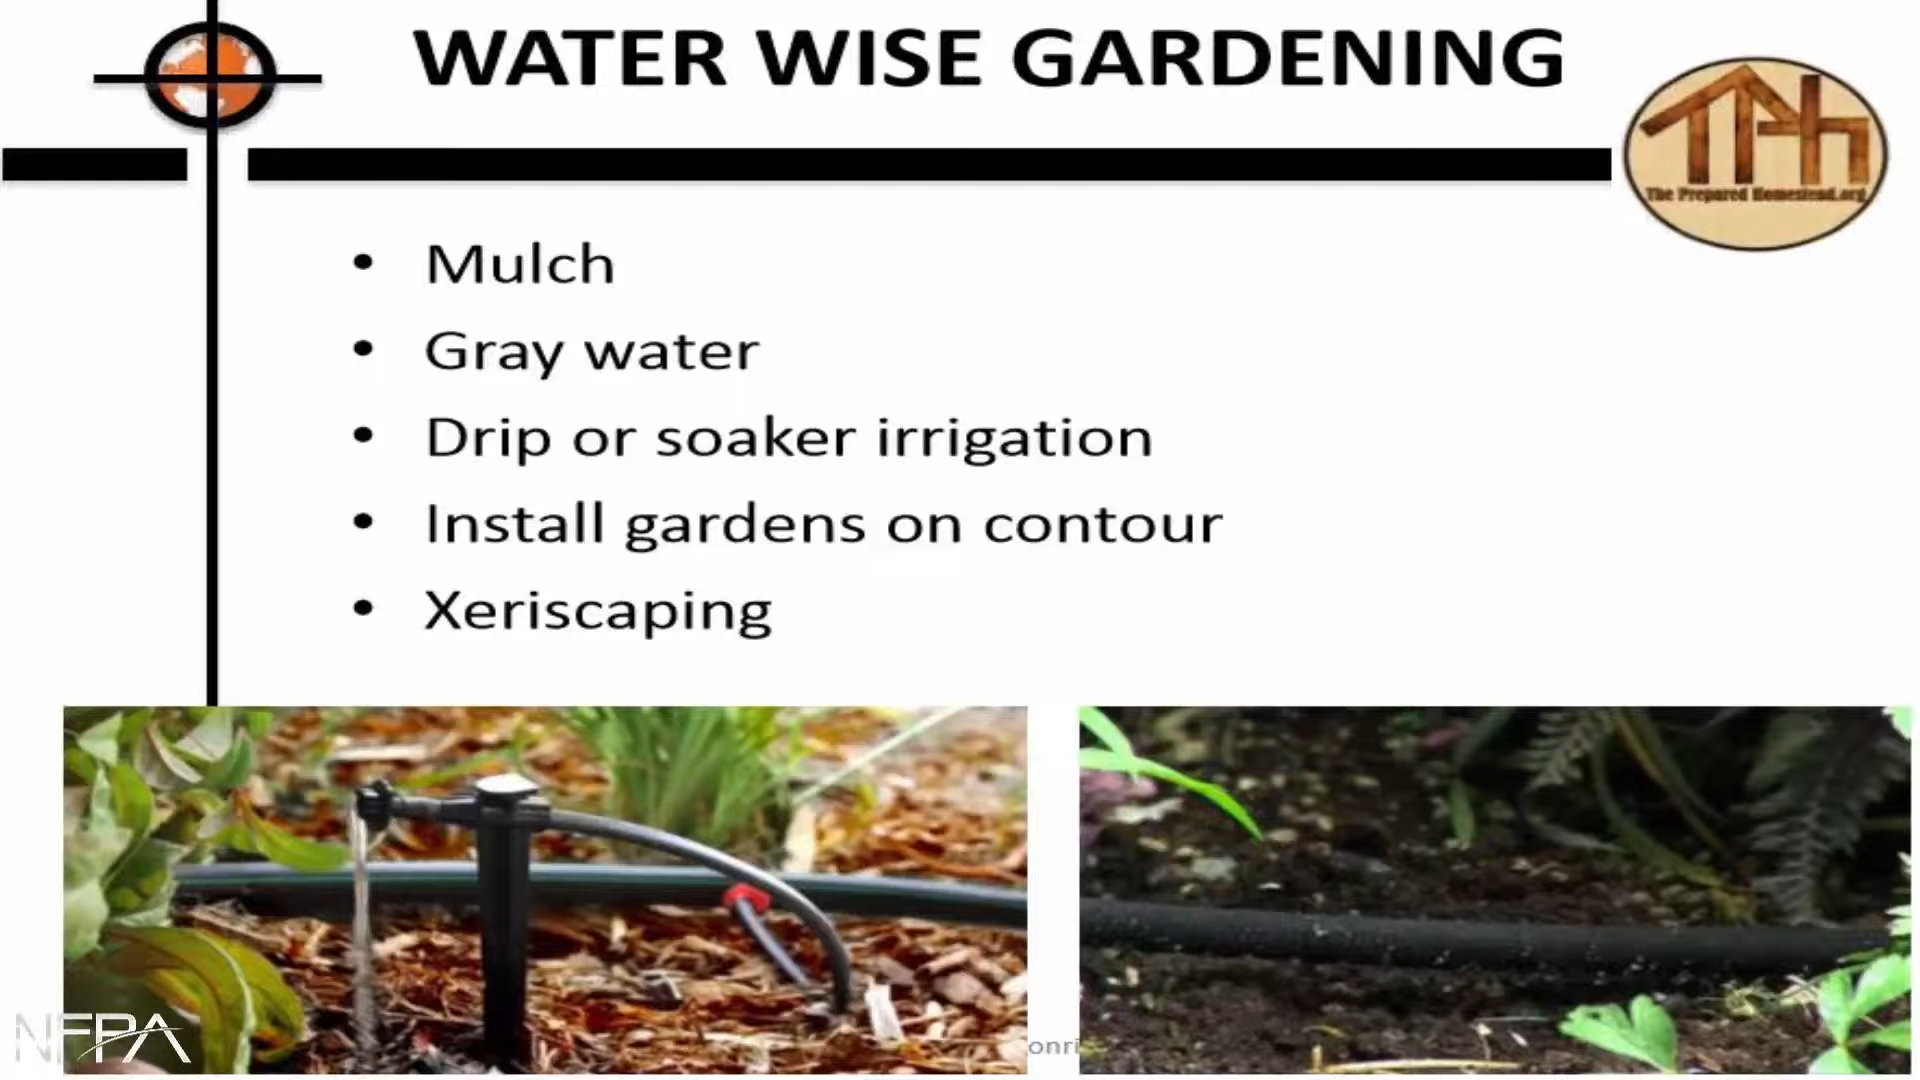 WATER WISE GARDENING
The Prepared Homestead.org
• Mulch
• Gray water
• Drip or soaker irrigation
• Install gardens on contour
• Xeriscaping
NFPA